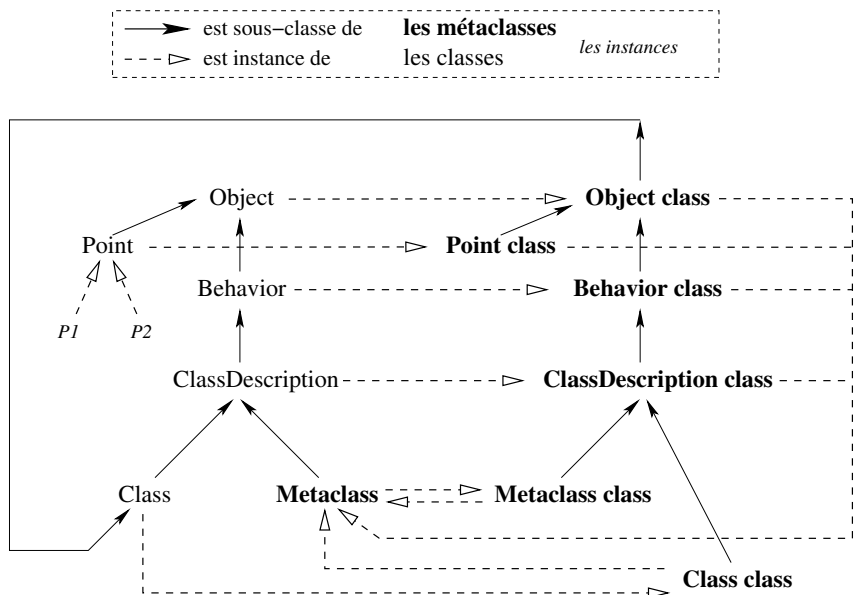 est sous−classe de les métaclasses
est instance de les classes les instances
Object Object class
Point Point class
Behavior Behavior class
P1 P2
ClassDescription ClassDescription class
Class Metaclass Metaclass class
Class class